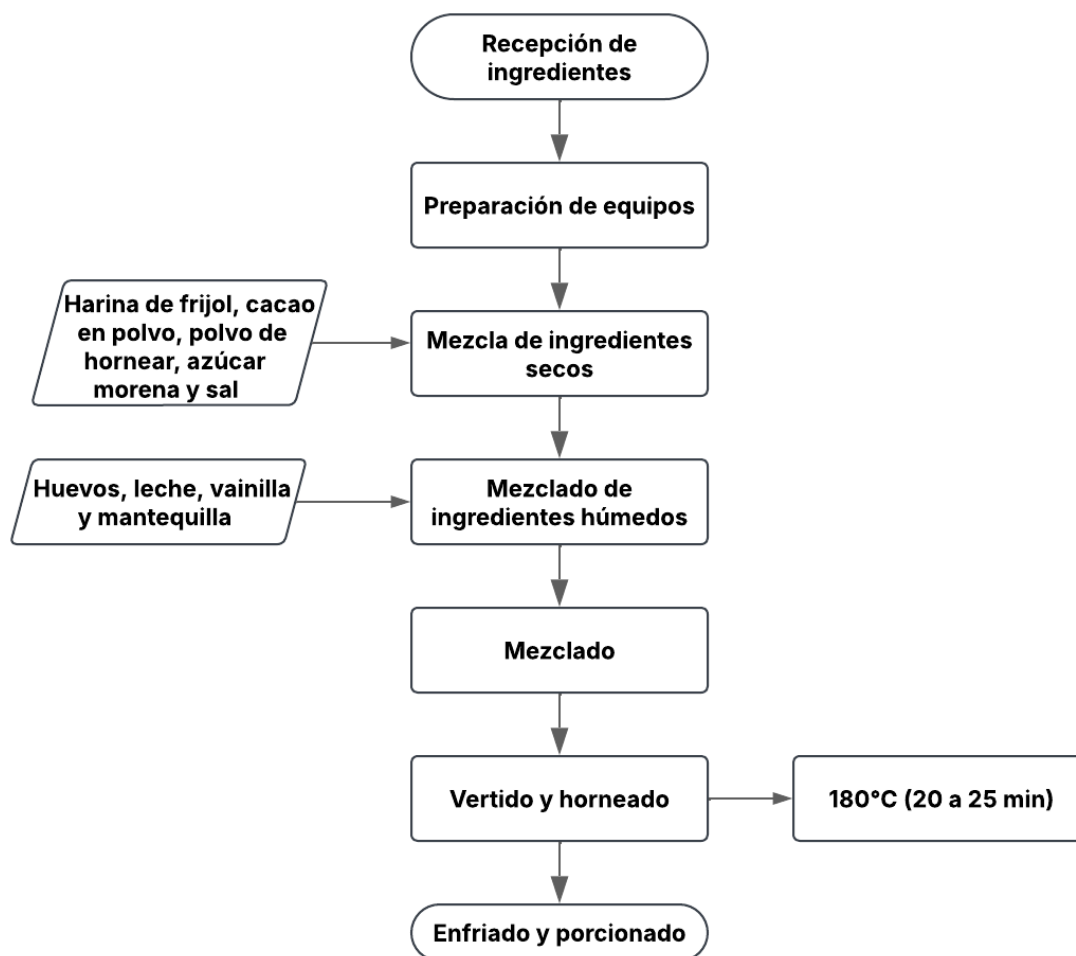 Recepción de
ingredientes
Preparación de equipos
Harina de frijol, cacao
en polvo, polvo de
hornear, azúcar
morena y sal
Mezcla de ingredientes
secos
Huevos, leche, vainilla
y mantequilla
Mezclado de
ingredientes húmedos
Mezclado
Vertido y horneado
180°C (20 a 25 min)
Enfriado y porcionado